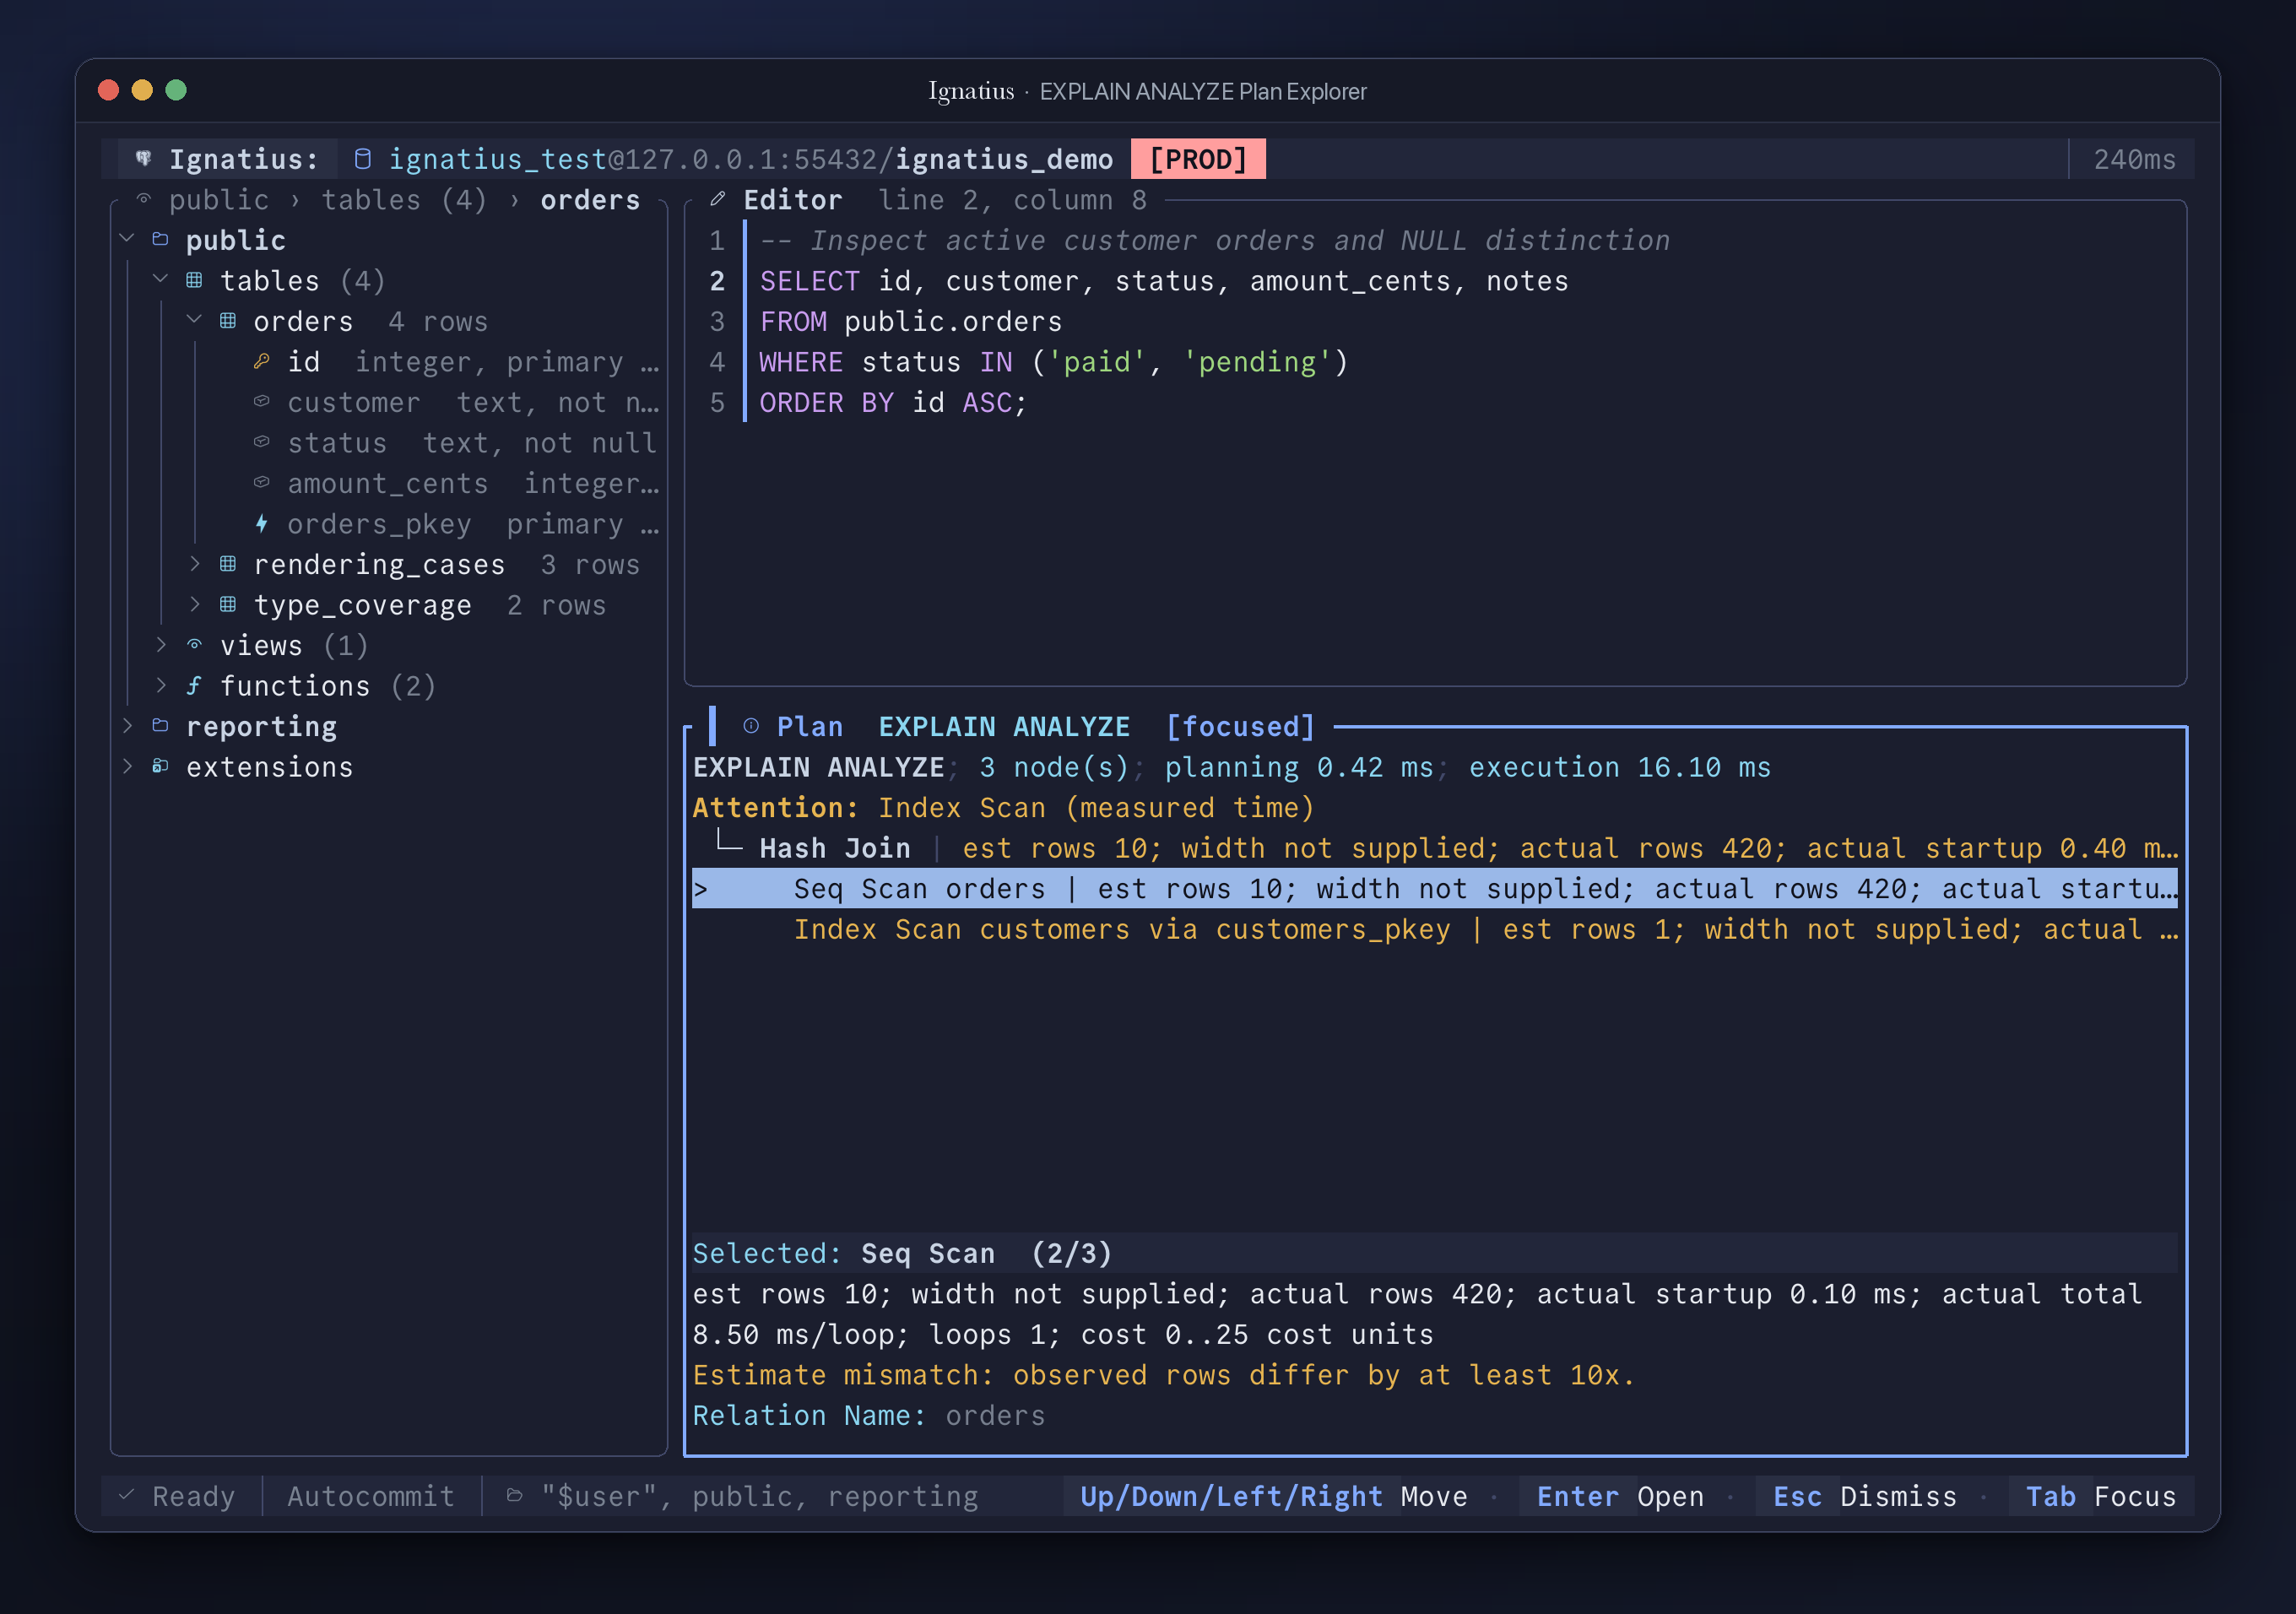 Ignatius · EXPLAIN ANALYZE Plan Explorer
Ignatius: ignatius_test@127.0.0.1:55432/ignatius_demo [PROD] 240ms
public › tables (4) › orders
public
tables (4)
orders 4 rows
id integer, primary …
customer text, not n…
status text, not null
amount_cents integer…
orders_pkey primary …
rendering_cases 3 rows
type_coverage 2 rows
views (1)
functions (2)
reporting
extensions
Editor line 2, column 8
1 -- Inspect active customer orders and NULL distinction
2 SELECT id, customer, status, amount_cents, notes
3 FROM public.orders
4 WHERE status IN ('paid', 'pending')
5 ORDER BY id ASC;
Plan EXPLAIN ANALYZE [focused]
EXPLAIN ANALYZE; 3 node(s); planning 0.42 ms; execution 16.10 ms
Attention: Index Scan (measured time)
Hash Join | est rows 10; width not supplied; actual rows 420; actual startup 0.40 m…
> Seq Scan orders | est rows 10; width not supplied; actual rows 420; actual startu…
Index Scan customers via customers_pkey | est rows 1; width not supplied; actual …
Selected: Seq Scan (2/3)
est rows 10; width not supplied; actual rows 420; actual startup 0.10 ms; actual total
8.50 ms/loop; loops 1; cost 0..25 cost units
Estimate mismatch: observed rows differ by at least 10x.
Relation Name: orders
Ready Autocommit "$user", public, reporting Up/Down/Left/Right Move · Enter Open · Esc Dismiss · Tab Focus